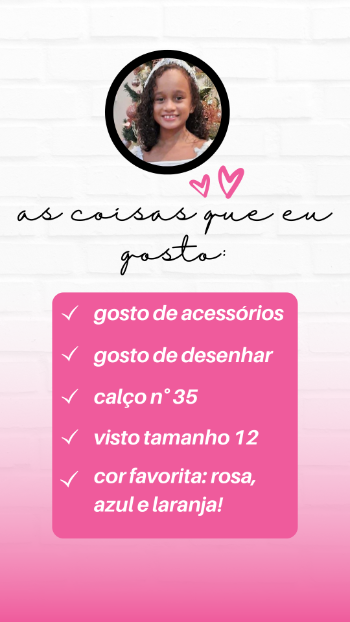 as coisas que eu
gosto:
gosto de acessórios
gosto de desenhar
calço n° 35
visto tamanho 12
cor favorita: rosa,
azul e laranja!